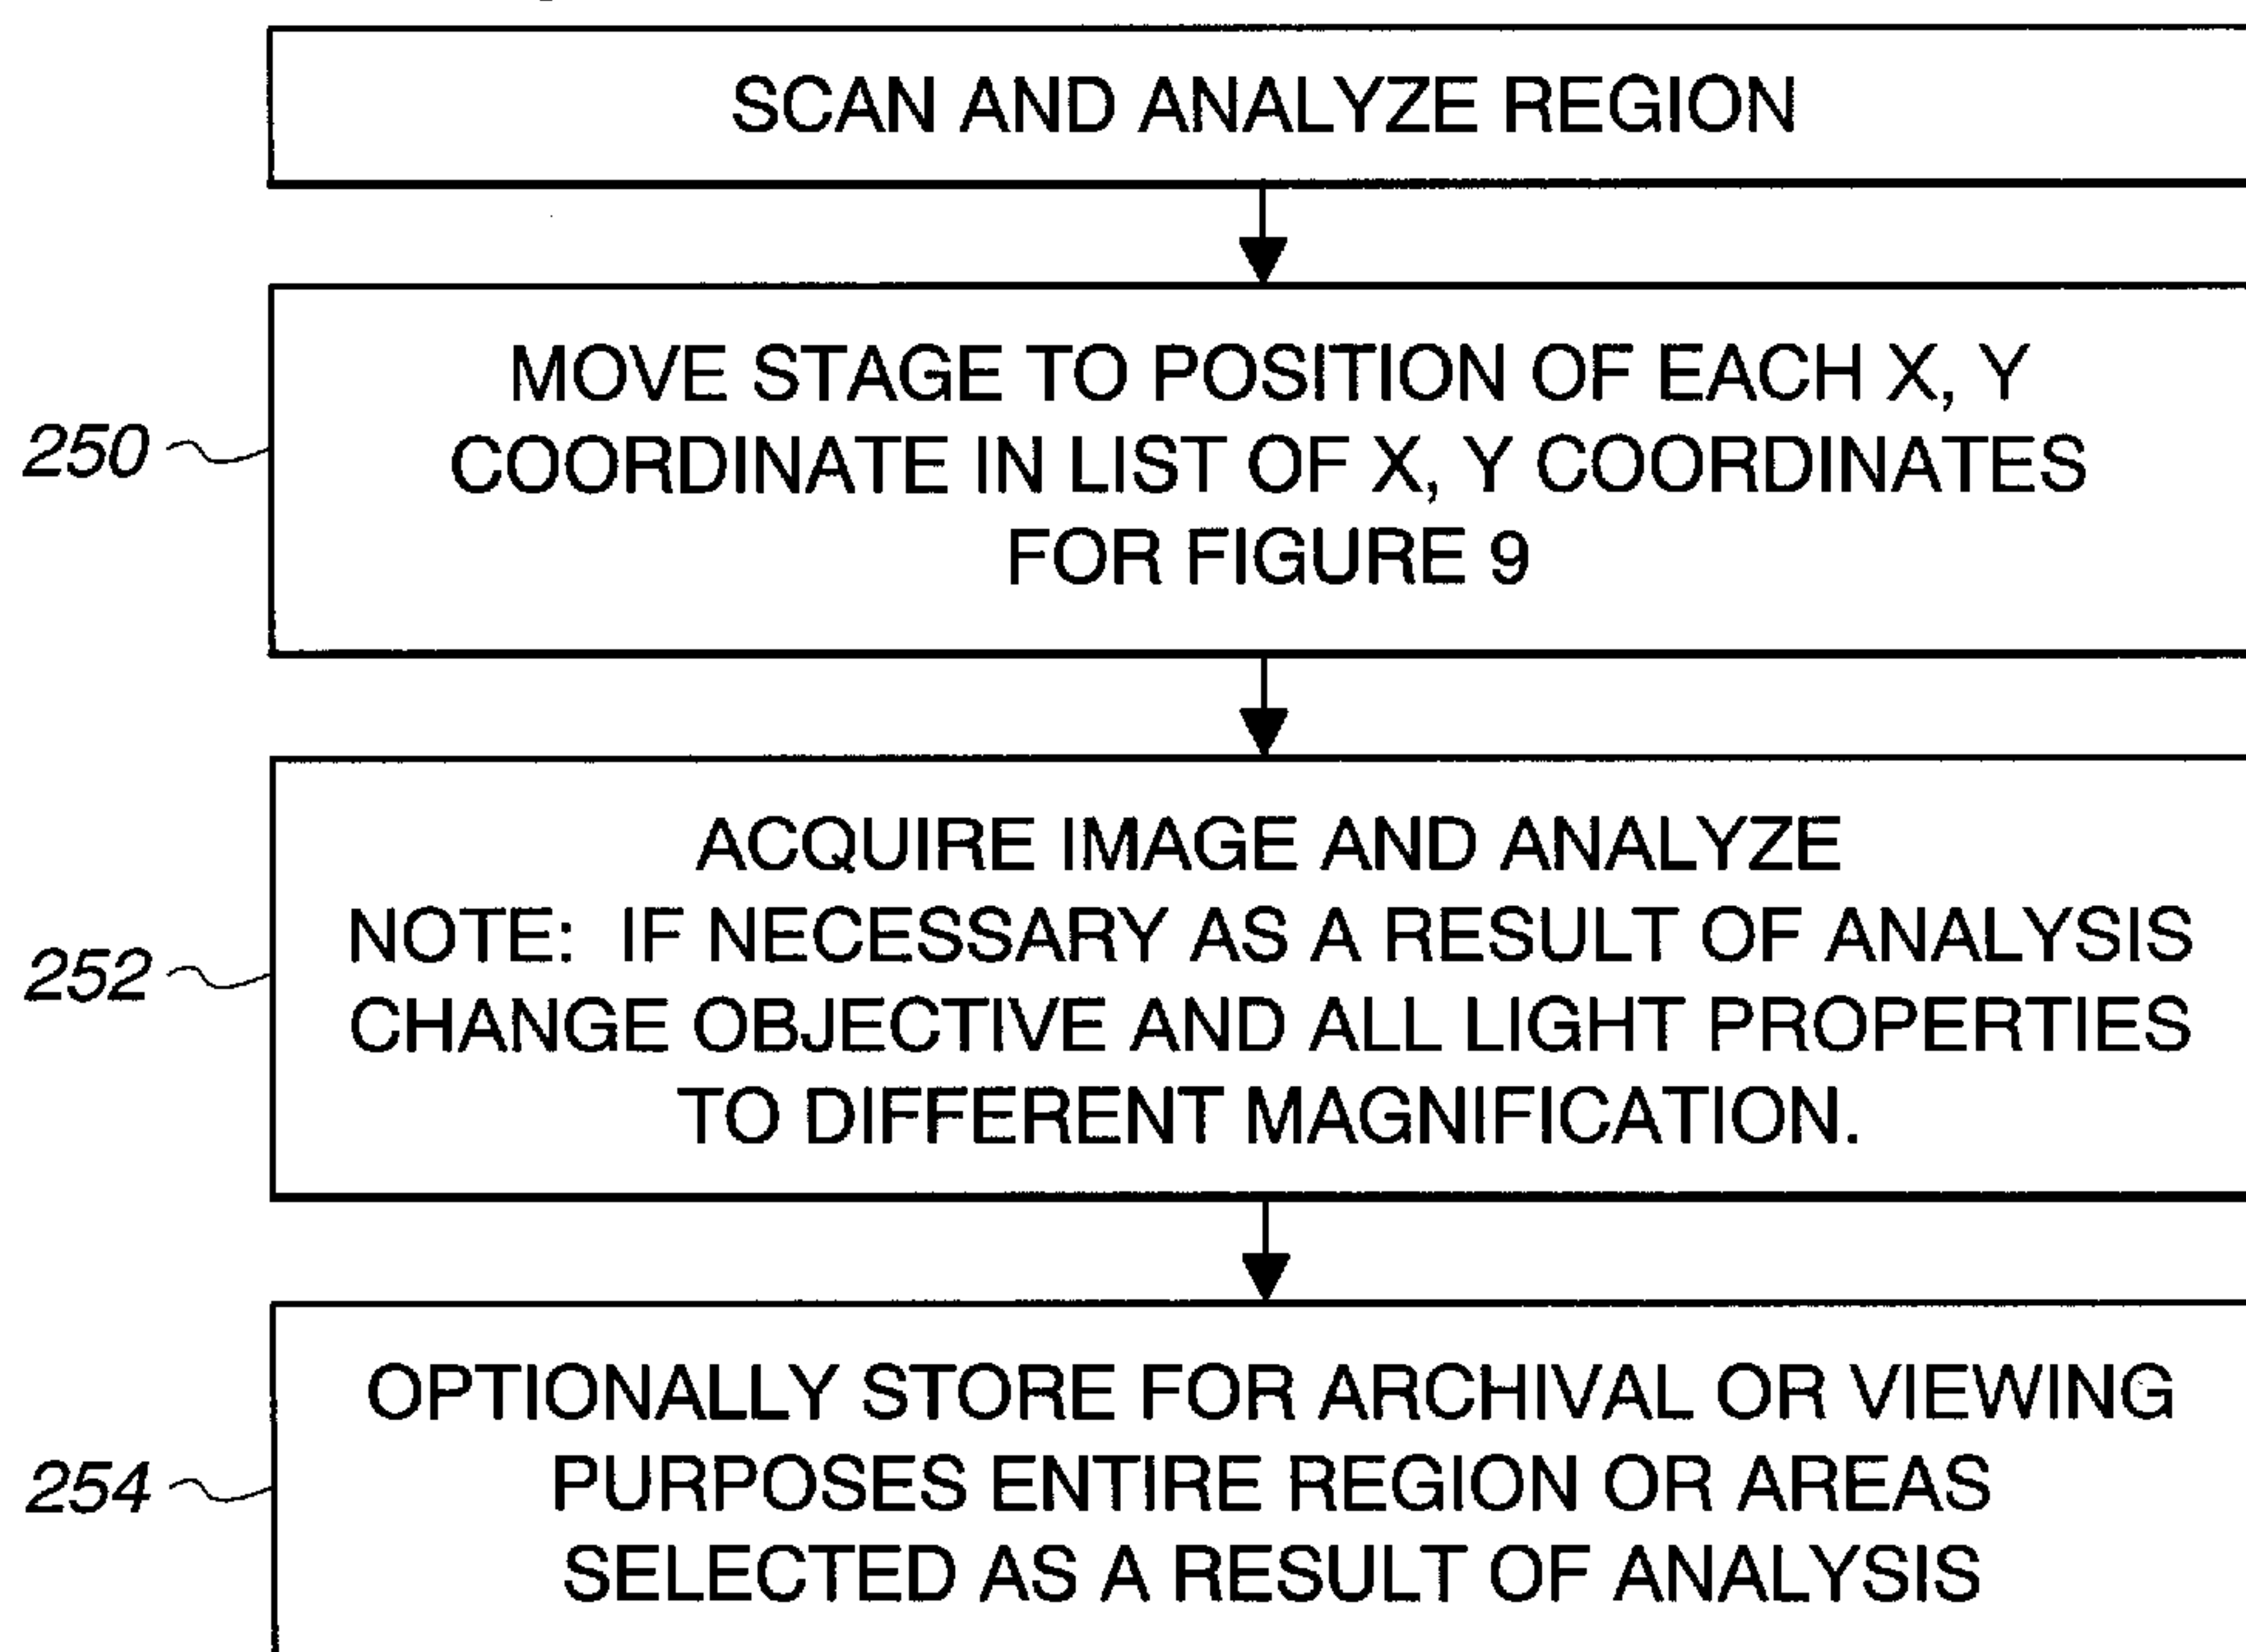 SCAN AND ANALYZE REGION
250
MOVE STAGE TO POSITION OF EACH X, Y
COORDINATE IN LIST OF X, Y COORDINATES
FOR FIGURE 9
252
ACQUIRE IMAGE AND ANALYZE
NOTE: IF NECESSARY AS A RESULT OF ANALYSIS
CHANGE OBJECTIVE AND ALL LIGHT PROPERTIES
TO DIFFERENT MAGNIFICATION.
254
OPTIONALLY STORE FOR ARCHIVAL OR VIEWING
PURPOSES ENTIRE REGION OR AREAS
SELECTED AS A RESULT OF ANALYSIS